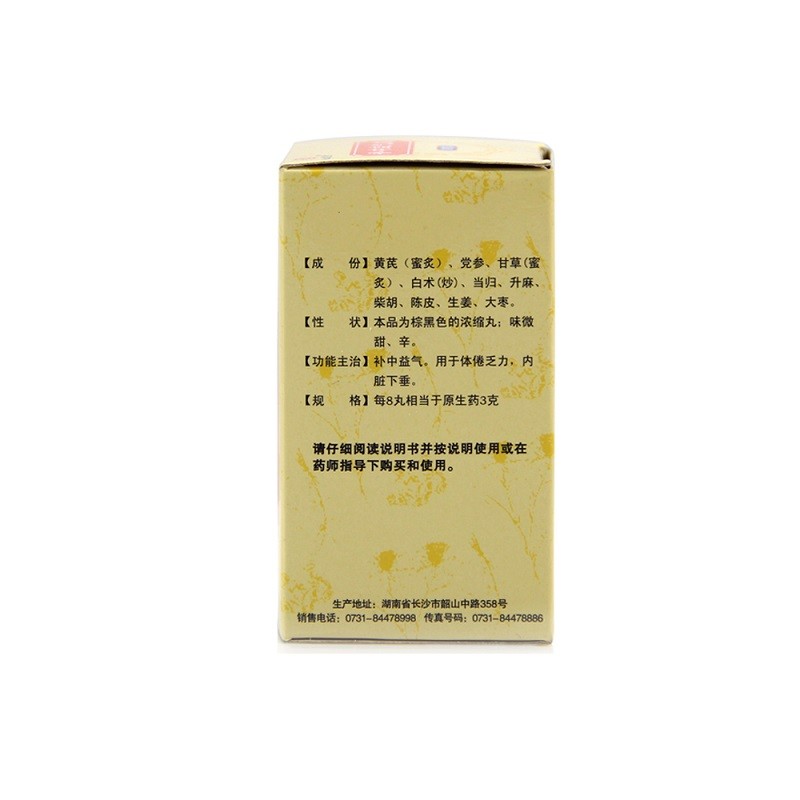 【成　份】黄芪（蜜炙）、党参、甘草(蜜
炙）、白术(炒)、当归、升麻、
柴胡、陈皮、生姜、大枣。
【性　状】本品为棕黑色的浓缩丸；味微
甜、辛。
【功能主治】补中益气。用于体倦乏力，内
脏下垂。
【规　格】每8丸相当于原生药3克
请仔细阅读说明书并按说明使用或在
药师指导下购买和使用。
生产地址：湖南省长沙市韶山中路358号
销售电话：0731-84478998 传真号码：0731-84478886